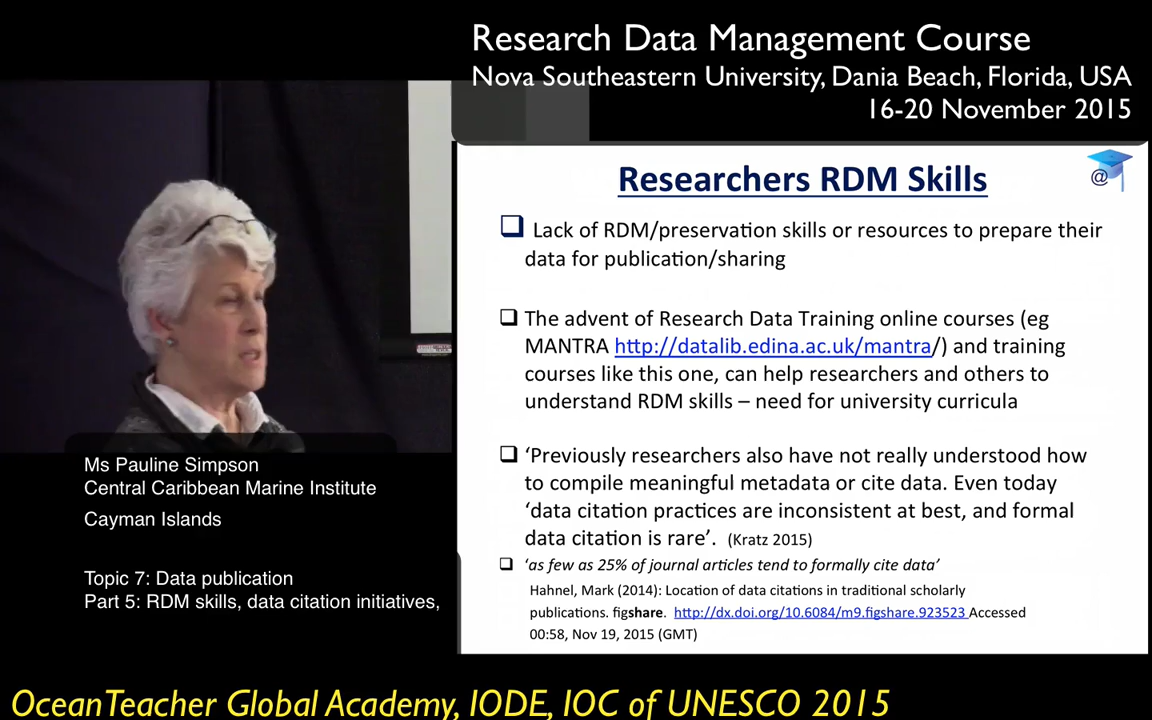 Research Data Management Course
Nova Southeastern University, Dania Beach, Florida, USA
16-20 November 2015
@
Researchers RDM Skills
Lack of RDM/preservation skills or resources to prepare their
data for publication/sharing
The advent of Research Data Training online courses (eg
MANTRA http://datalib.edina.ac.uk/mantra/) and training
courses like this one, can help researchers and others to
understand RDM skills – need for university curricula
‘Previously researchers also have not really understood how
to compile meaningful metadata or cite data. Even today
‘data citation practices are inconsistent at best, and formal
data citation is rare’. (Kratz 2015)
‘as few as 25% of journal articles tend to formally cite data’
Hahnel, Mark (2014): Location of data citations in traditional scholarly
publications. figshare. http://dx.doi.org/10.6084/m9.figshare.923523 Accessed
00:58, Nov 19, 2015 (GMT)
Ms Pauline Simpson
Central Caribbean Marine Institute
Cayman Islands
Topic 7: Data publication
Part 5: RDM skills, data citation initiatives,
OceanTeacher Global Academy, IODE, IOC of UNESCO 2015